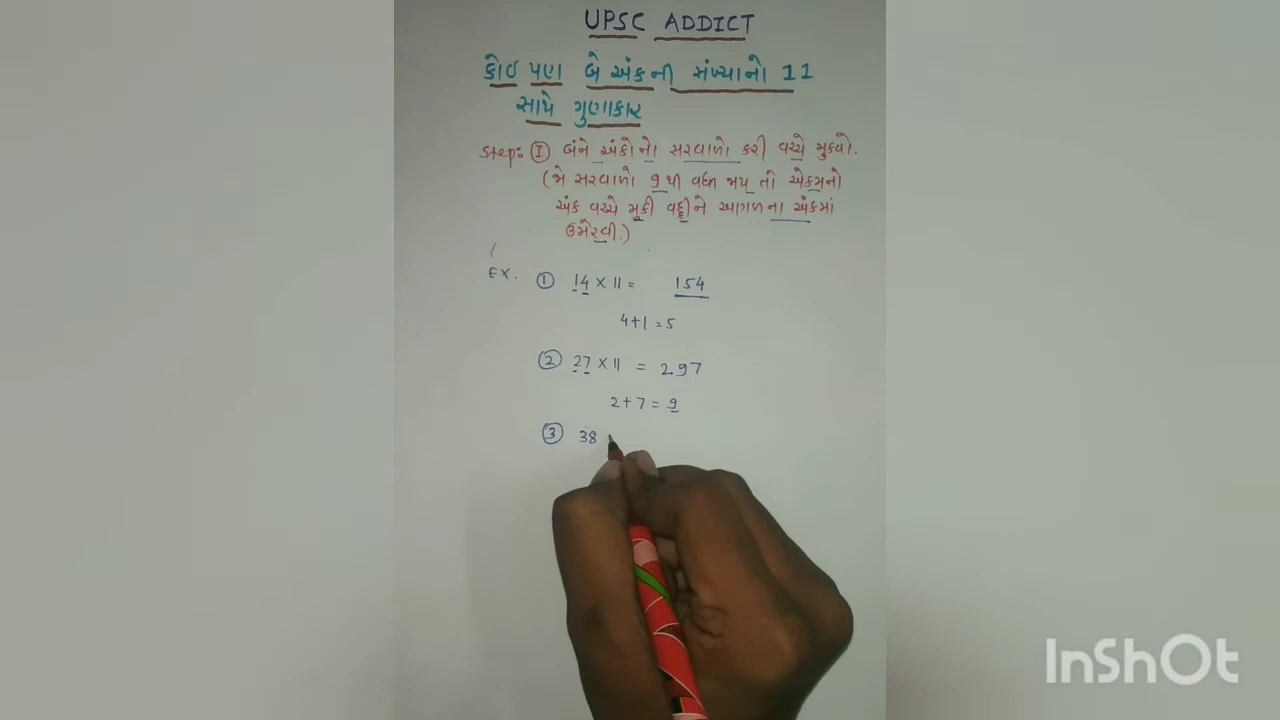 UPSC ADDICT
કોઇ પણ બે અંકની સંખ્યાનો 11
સાથે ગુણાકાર
Step: I બંને અંકોનો સરવાળો કરી વચ્ચે મુકવો.
(જો સરવાળો 9 થી વધી જાય તો એકમનો
અંક વચ્ચે મુકી વદ્દીને આગળના અંકમાં
ઉમેરવી.)
EX. 1 14 × 11 = 154
4+1 = 5
2 27 × 11 = 297
2+7 = 9
3 38
InShOt